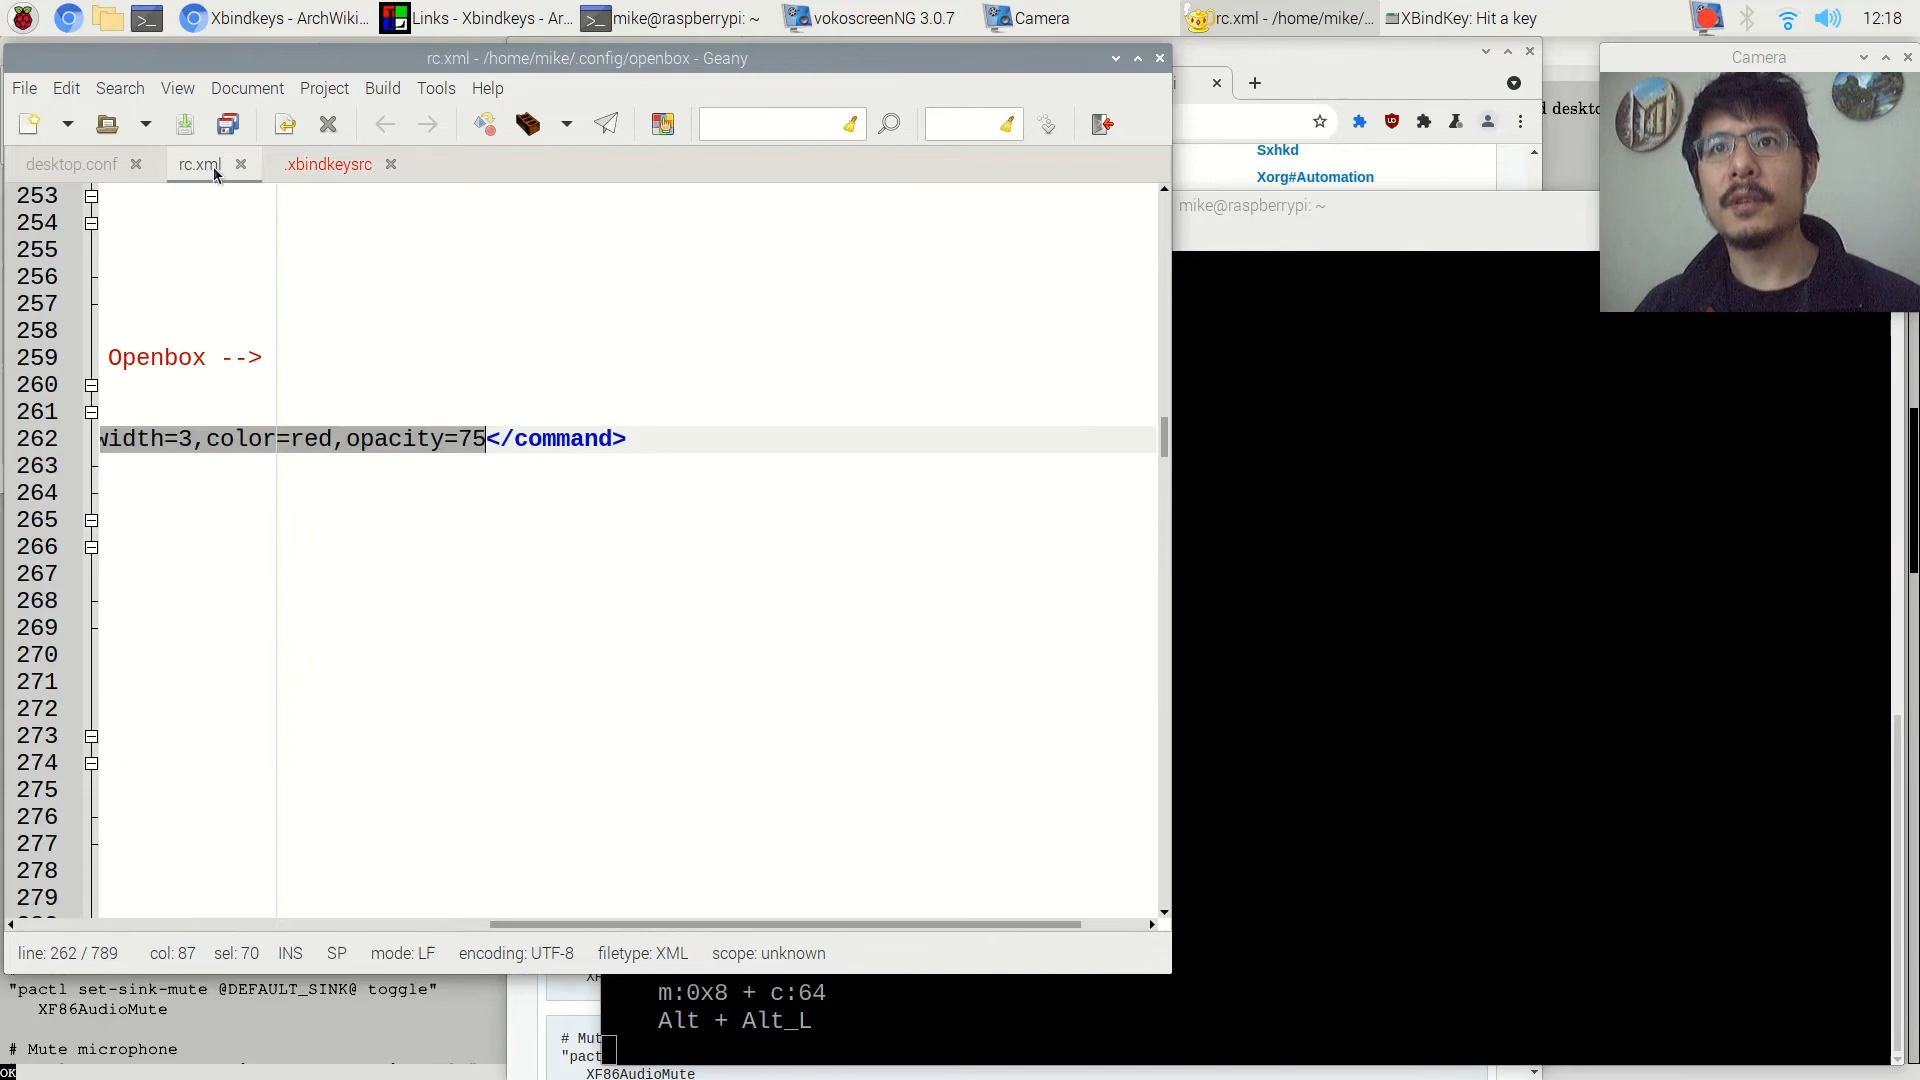 Xbindkeys - ArchWiki...
Links - Xbindkeys - Ar...
mike@raspberrypi: ~
vokoscreenNG 3.0.7
Camera
rc.xml - /home/mike/...
XBindKey: Hit a key
12:18
rc.xml - /home/mike/.config/openbox - Geany
File Edit Search View Document Project Build Tools Help
desktop.conf
rc.xml
.xbindkeysrc
253
254
255
256
257
258
259 Openbox -->
260
261
262 width=3,color=red,opacity=75</command>
263
264
265
266
267
268
269
270
271
272
273
274
275
276
277
278
279
line: 262 / 789 col: 87 sel: 70 INS SP mode: LF encoding: UTF-8 filetype: XML scope: unknown
d deskto
Sxhkd
Xorg#Automation
mike@raspberrypi: ~
Camera
"pactl set-sink-mute @DEFAULT_SINK@ toggle"
XF86AudioMute
# Mute microphone
OK
XF
# Mut
"pact
XF86AudioMute
m:0x8 + c:64
Alt + Alt_L